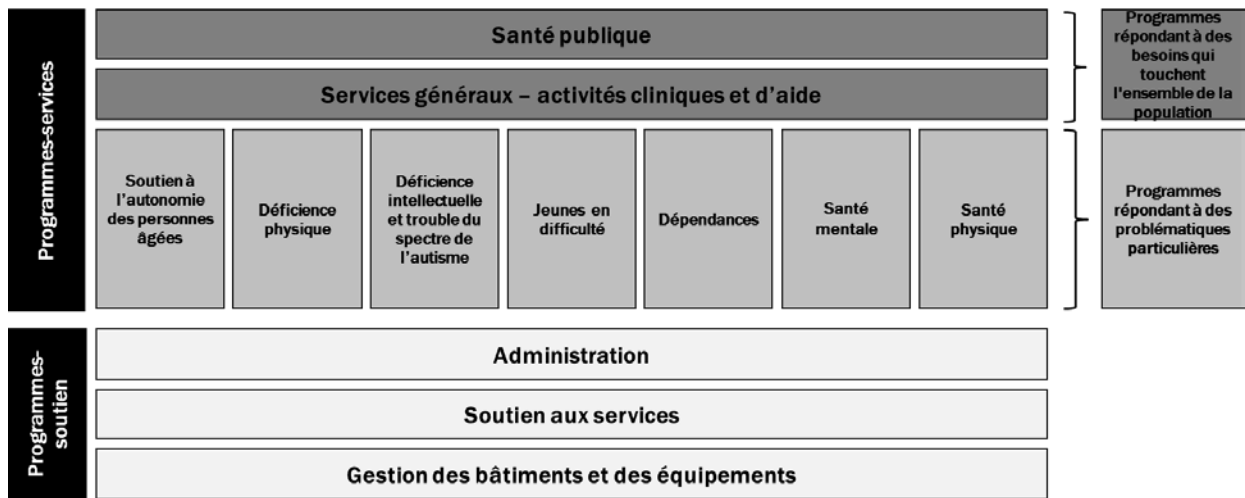 Programmes-services
Santé publique
Services généraux – activités cliniques et d’aide
Programmes
répondant à des
besoins qui
touchent
l'ensemble de la
population
Soutien à
l’autonomie
des personnes
âgées
Déficience
physique
Déficience
intellectuelle
et trouble du
spectre de
l’autisme
Jeunes en
difficulté
Dépendances
Santé
mentale
Santé
physique
Programmes
répondant à des
problématiques
particulières
Programmes-
soutien
Administration
Soutien aux services
Gestion des bâtiments et des équipements